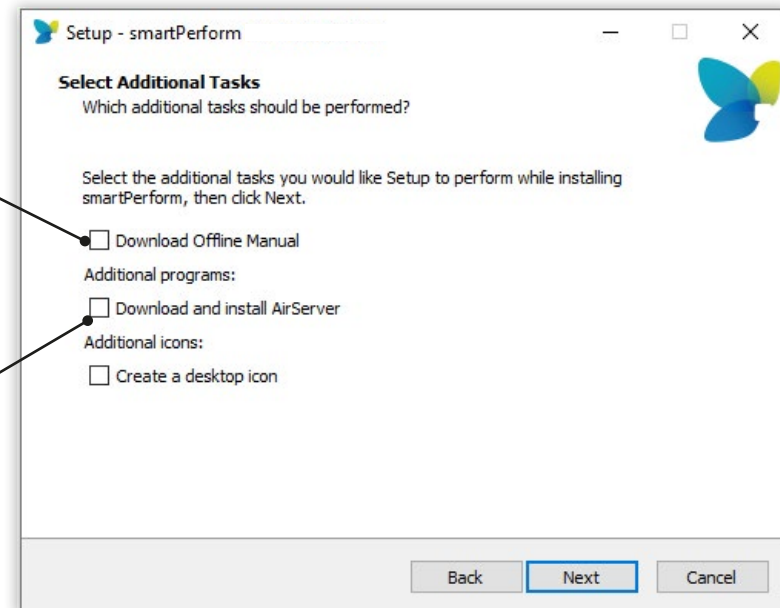 Setup - smartPerform
Select Additional Tasks
Which additional tasks should be performed?
Select the additional tasks you would like Setup to perform while installing
smartPerform, then click Next.
Download Offline Manual
Additional programs:
Download and install AirServer
Additional icons:
Create a desktop icon
Back Next Cancel